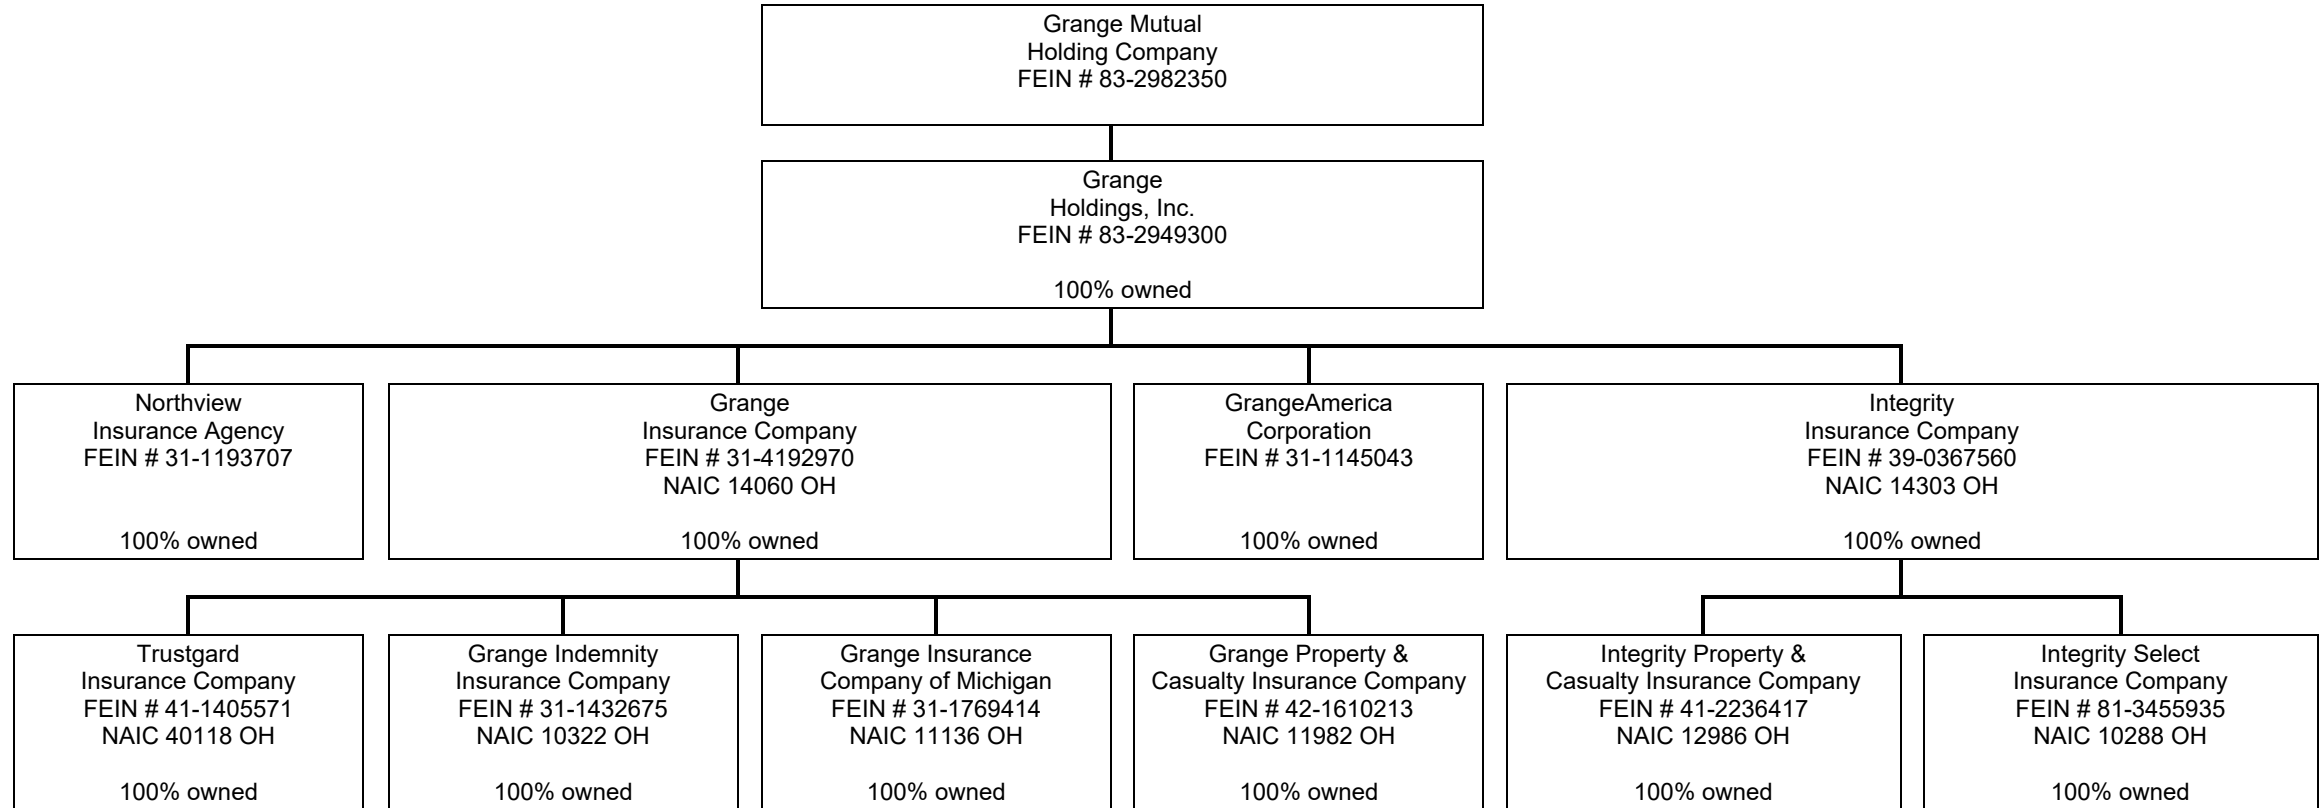 Grange Mutual
Holding Company
FEIN # 83-2982350
Grange
Holdings, Inc.
FEIN # 83-2949300
100% owned
Northview
Insurance Agency
FEIN # 31-1193707
100% owned
Grange
Insurance Company
FEIN # 31-4192970
NAIC 14060 OH
100% owned
GrangeAmerica
Corporation
FEIN # 31-1145043
100% owned
Integrity
Insurance Company
FEIN # 39-0367560
NAIC 14303 OH
100% owned
Trustgard
Insurance Company
FEIN # 41-1405571
NAIC 40118 OH
100% owned
Grange Indemnity
Insurance Company
FEIN # 31-1432675
NAIC 10322 OH
100% owned
Grange Insurance
Company of Michigan
FEIN # 31-1769414
NAIC 11136 OH
100% owned
Grange Property &
Casualty Insurance Company
FEIN # 42-1610213
NAIC 11982 OH
100% owned
Integrity Property &
Casualty Insurance Company
FEIN # 41-2236417
NAIC 12986 OH
100% owned
Integrity Select
Insurance Company
FEIN # 81-3455935
NAIC 10288 OH
100% owned